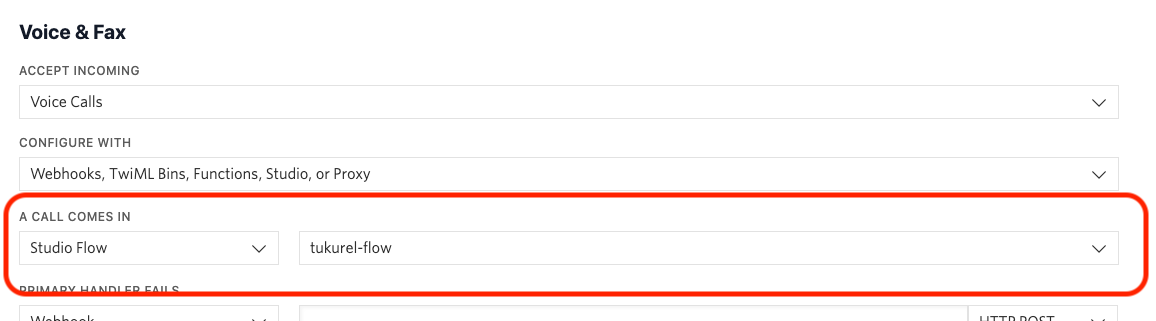 Voice & Fax
ACCEPT INCOMING
Voice Calls
CONFIGURE WITH
Webhooks, TwiML Bins, Functions, Studio, or Proxy
A CALL COMES IN
Studio Flow tukurel-flow
PRIMARY HANDLER FAILS
Webhook HTTP POST